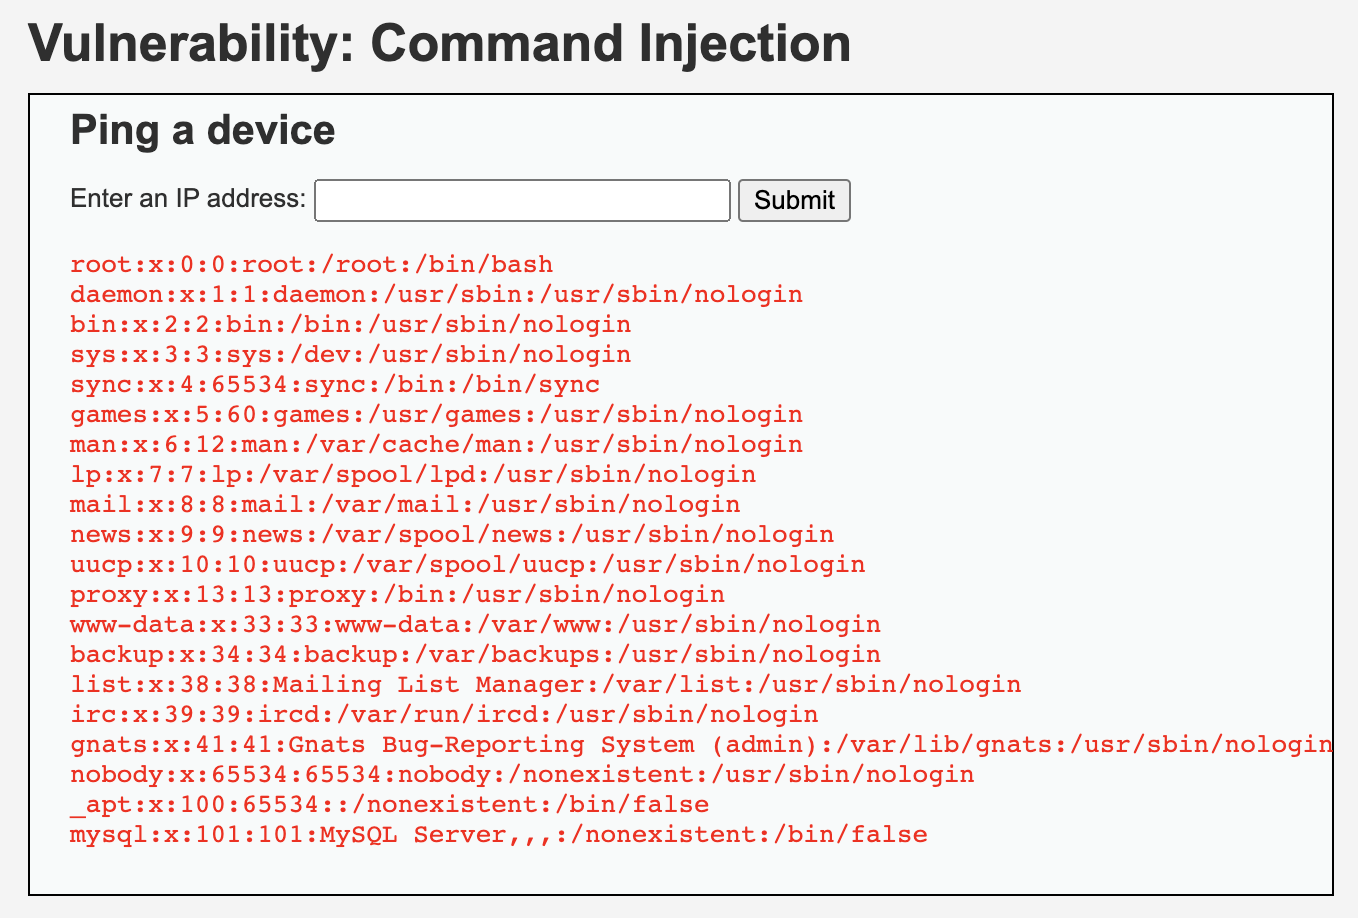 Vulnerability: Command Injection
Ping a device
Enter an IP address: Submit
root:x:0:0:root:/root:/bin/bash
daemon:x:1:1:daemon:/usr/sbin:/usr/sbin/nologin
bin:x:2:2:bin:/bin:/usr/sbin/nologin
sys:x:3:3:sys:/dev:/usr/sbin/nologin
sync:x:4:65534:sync:/bin:/bin/sync
games:x:5:60:games:/usr/games:/usr/sbin/nologin
man:x:6:12:man:/var/cache/man:/usr/sbin/nologin
lp:x:7:7:lp:/var/spool/lpd:/usr/sbin/nologin
mail:x:8:8:mail:/var/mail:/usr/sbin/nologin
news:x:9:9:news:/var/spool/news:/usr/sbin/nologin
uucp:x:10:10:uucp:/var/spool/uucp:/usr/sbin/nologin
proxy:x:13:13:proxy:/bin:/usr/sbin/nologin
www-data:x:33:33:www-data:/var/www:/usr/sbin/nologin
backup:x:34:34:backup:/var/backups:/usr/sbin/nologin
list:x:38:38:Mailing List Manager:/var/list:/usr/sbin/nologin
irc:x:39:39:ircd:/var/run/ircd:/usr/sbin/nologin
gnats:x:41:41:Gnats Bug-Reporting System (admin):/var/lib/gnats:/usr/sbin/nologin
nobody:x:65534:65534:nobody:/nonexistent:/usr/sbin/nologin
_apt:x:100:65534::/nonexistent:/bin/false
mysql:x:101:101:MySQL Server,,,:/nonexistent:/bin/false